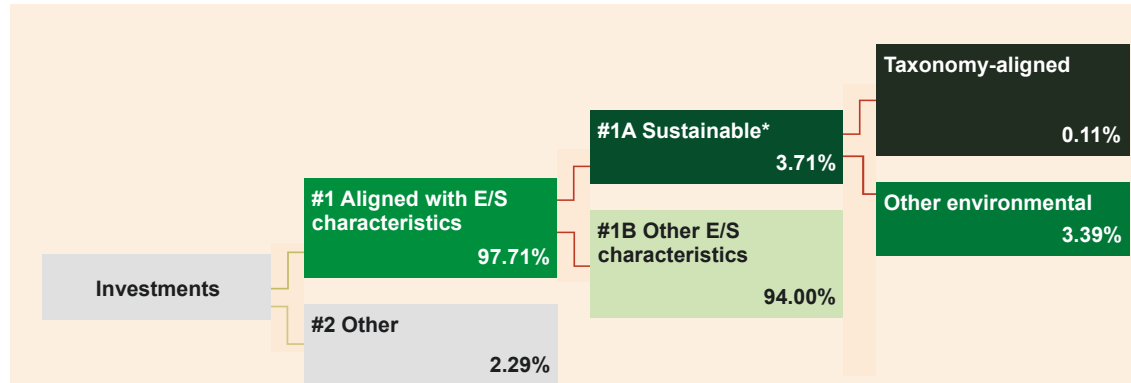 Investments
#1 Aligned with E/S
characteristics
97.71%
#2 Other
2.29%
#1A Sustainable*
3.71%
#1B Other E/S
characteristics
94.00%
Taxonomy-aligned
0.11%
Other environmental
3.39%